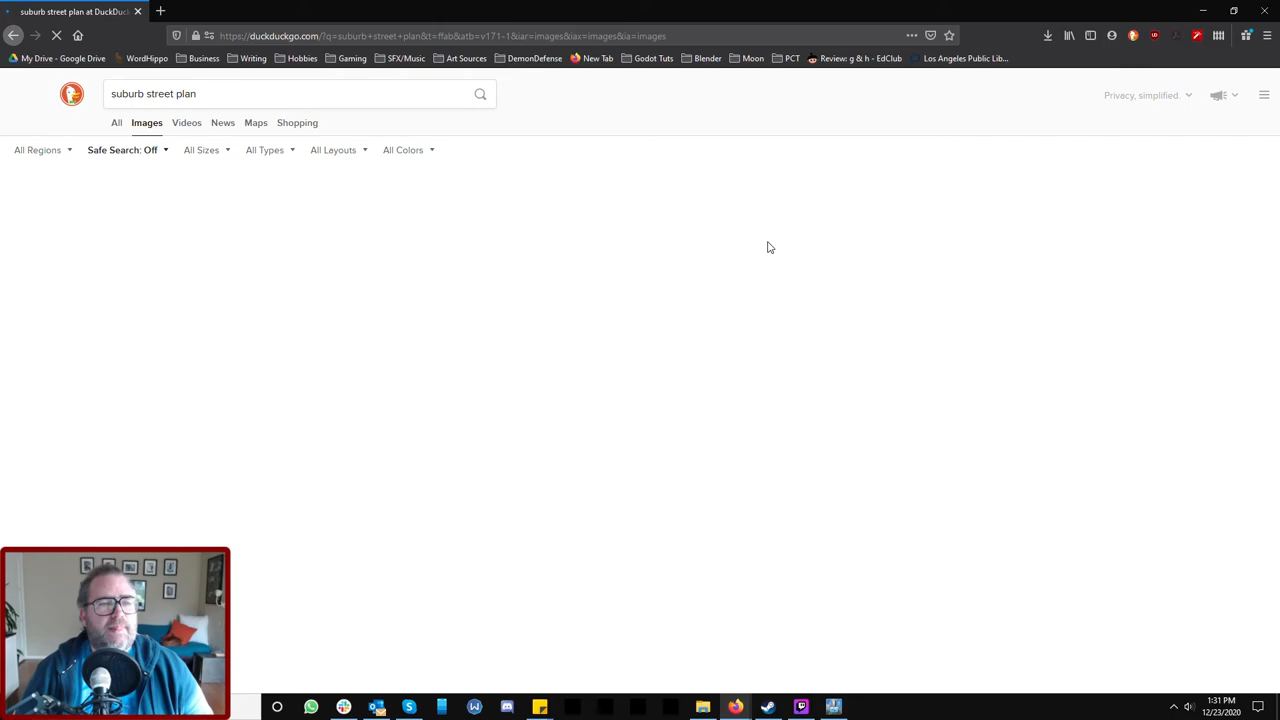 suburb street plan at DuckDuc
https://duckduckgo.com/?q=suburb+street+plan&t=ffab&atb=v171-1&iar=images&iax=images&ia=images
My Drive - Google Drive WordHippo Business Writing Hobbies Gaming SFX/Music Art Sources DemonDefense New Tab Godot Tuts Blender Moon PCT Review: g & h - EdClub Los Angeles Public Lib...
suburb street plan
Privacy, simplified.
All Images Videos News Maps Shopping
All Regions Safe Search: Off All Sizes All Types All Layouts All Colors
1:31 PM
12/23/2020